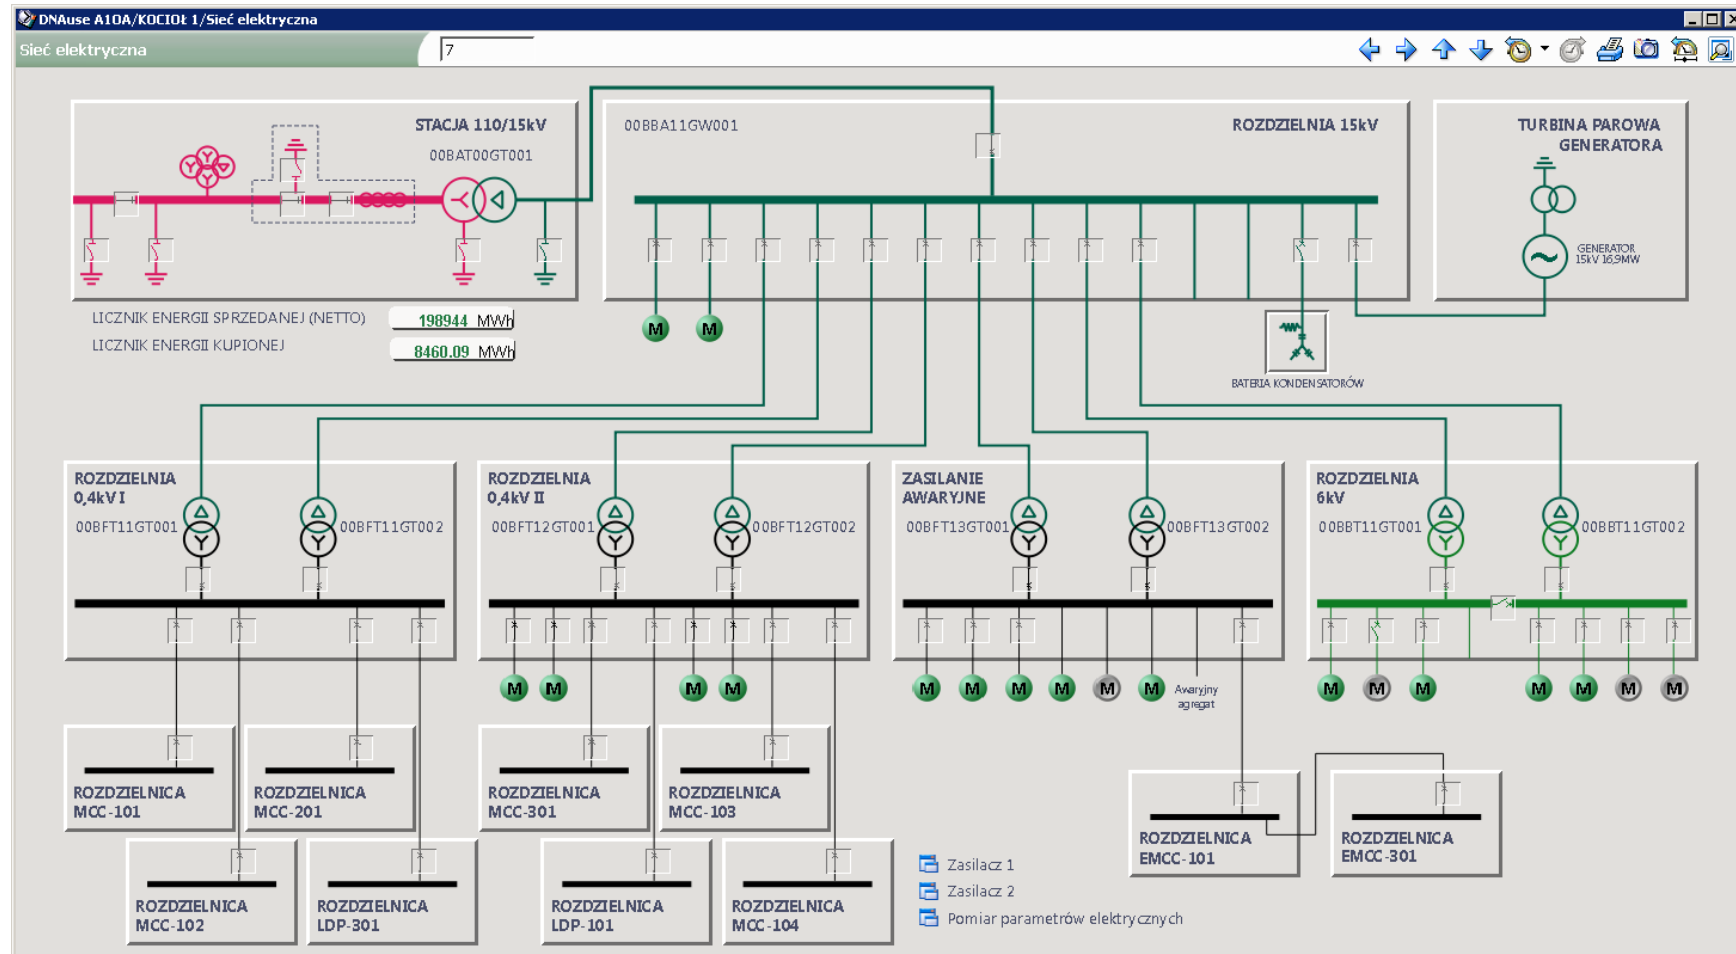 DNAuse A10A/KOCIOŁ 1/Sieć elektryczna
Sieć elektryczna
7
STACJA 110/15kV
00BAT00GT001
00BBA11GW001
ROZDZIELNIA 15kV
TURBINA PAROWA
GENERATORA
GENERATOR
15kV 16,9MW
LICZNIK ENERGII SPRZEDANEJ (NETTO)
198944 MWh
LICZNIK ENERGII KUPIONEJ
8460.09 MWh
M
M
BATERIA KONDENSATORÓW
ROZDZIELNIA
0,4kV I
00BFT11GT001
00BFT11GT002
ROZDZIELNIA
0,4kV II
00BFT12GT001
00BFT12GT002
ZASILANIE
AWARYJNE
00BFT13GT001
00BFT13GT002
ROZDZIELNIA
6kV
00BBT11GT001
00BBT11GT002
M
M
M
M
M
M
M
M
M
M
Awaryjny
agregat
M
M
M
M
M
M
M
ROZDZIELNICA
MCC-101
ROZDZIELNICA
MCC-201
ROZDZIELNICA
MCC-301
ROZDZIELNICA
MCC-103
ROZDZIELNICA
EMCC-101
ROZDZIELNICA
EMCC-301
ROZDZIELNICA
MCC-102
ROZDZIELNICA
LDP-301
ROZDZIELNICA
LDP-101
ROZDZIELNICA
MCC-104
Zasilacz 1
Zasilacz 2
Pomiar parametrów elektrycznych